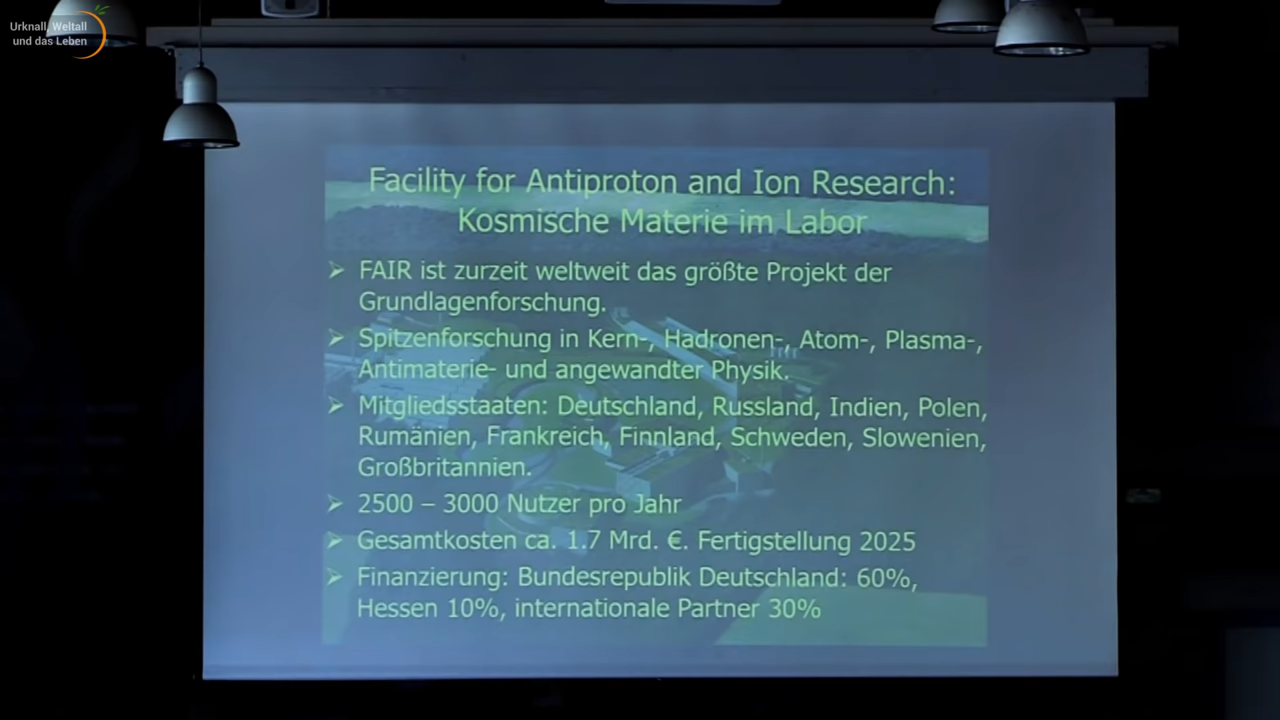 Urknall, Weltall
und das Leben
Facility for Antiproton and Ion Research:
Kosmische Materie im Labor
➢ FAIR ist zurzeit weltweit das größte Projekt der
Grundlagenforschung.
➢ Spitzenforschung in Kern-, Hadronen-, Atom-, Plasma-,
Antimaterie- und angewandter Physik.
➢ Mitgliedsstaaten: Deutschland, Russland, Indien, Polen,
Rumänien, Frankreich, Finnland, Schweden, Slowenien,
Großbritannien.
➢ 2500 – 3000 Nutzer pro Jahr
➢ Gesamtkosten ca. 1.7 Mrd. €. Fertigstellung 2025
➢ Finanzierung: Bundesrepublik Deutschland: 60%,
Hessen 10%, internationale Partner 30%